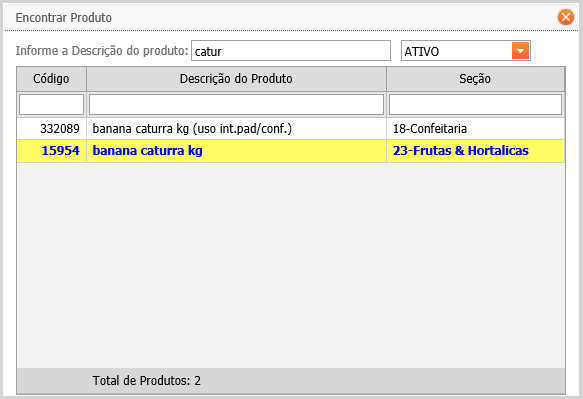 Encontrar Produto
Informe a Descrição do produto: catur ATIVO
Código Descrição do Produto Seção
332089 banana caturra kg (uso int.pad/conf.) 18-Confeitaria
15954 banana caturra kg 23-Frutas & Hortalicas
Total de Produtos: 2